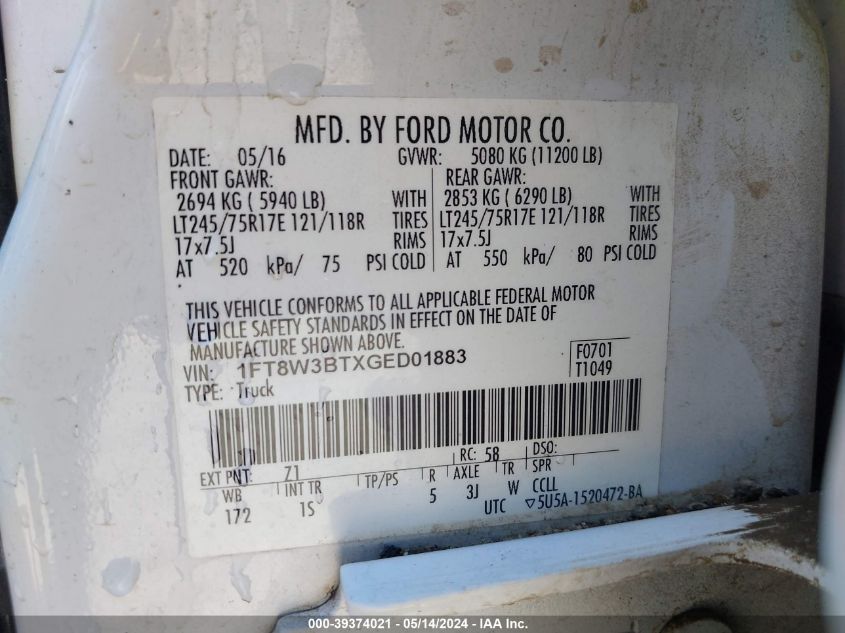 MFD. BY FORD MOTOR CO.
DATE: 05/16 GVWR: 5080 KG (11200 LB)
FRONT GAWR: REAR GAWR:
2694 KG ( 5940 LB) WITH 2853 KG ( 6290 LB) WITH
LT245/75R17E 121/118R TIRES LT245/75R17E 121/118R TIRES
17x7.5J RIMS 17x7.5J RIMS
AT 520 kPa/ 75 PSI COLD AT 550 kPa/ 80 PSI COLD
THIS VEHICLE CONFORMS TO ALL APPLICABLE FEDERAL MOTOR
VEHICLE SAFETY STANDARDS IN EFFECT ON THE DATE OF
MANUFACTURE SHOWN ABOVE.
VIN: 1FT8W3BTXGED01883 F0701
TYPE: Truck T1049
EXT PNT: Z1 RC: 58 DSO:
WB INT TR TP/PS R AXLE TR SPR
172 1S 5 3J W CCLL
UTC ▽5U5A-1520472-BA
000-39374021 - 05/14/2024 - IAA Inc.